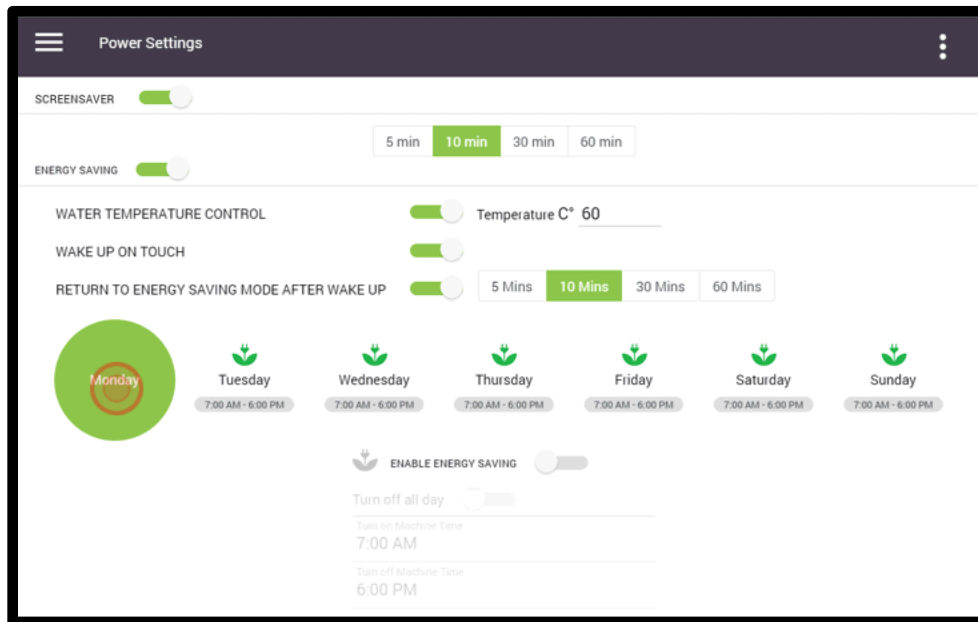 Power Settings
SCREENSAVER
5 min 10 min 30 min 60 min
ENERGY SAVING
WATER TEMPERATURE CONTROL Temperature C° 60
WAKE UP ON TOUCH
RETURN TO ENERGY SAVING MODE AFTER WAKE UP 5 Mins 10 Mins 30 Mins 60 Mins
Monday Tuesday Wednesday Thursday Friday Saturday Sunday
7:00 AM - 6:00 PM 7:00 AM - 6:00 PM 7:00 AM - 6:00 PM 7:00 AM - 6:00 PM 7:00 AM - 6:00 PM 7:00 AM - 6:00 PM
ENABLE ENERGY SAVING
Turn off all day
Turn on Machine Time
7:00 AM
Turn off Machine Time
6:00 PM